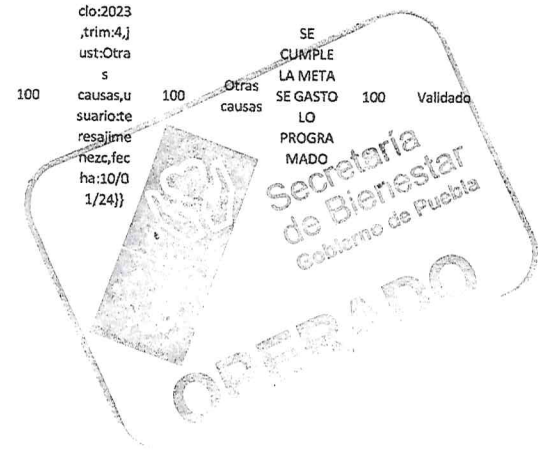 clo:2023
,trim:4,j
ust:Otra
s
causas,u
suario:te
resajime
nezc,fec
ha:10/0
1/24}}
100
100
Otras
causas
SE
CUMPLE
LA META
SE GASTO
LO
PROGRA
MADO
100
Validado
Secretaría
de Bienestar
Gobierno de Puebla
OPERADO